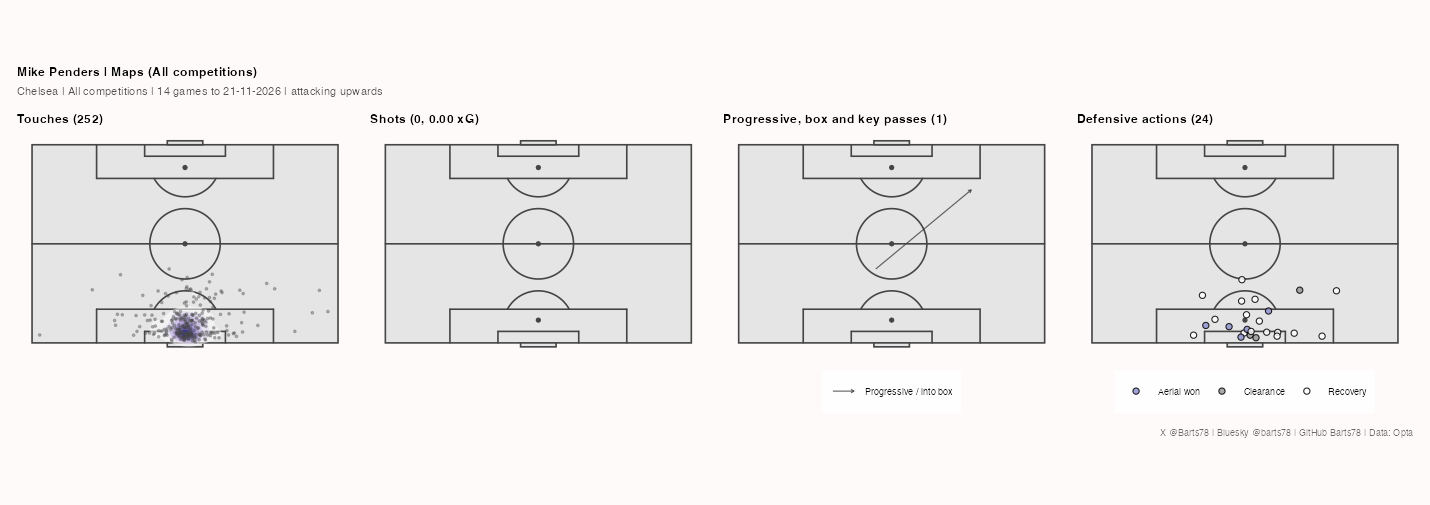 Mike Penders | Maps (All competitions)
Chelsea | All competitions | 14 games to 21-11-2026 | attacking upwards
Touches (252)
Shots (0, 0.00 xG)
Progressive, box and key passes (1)
Defensive actions (24)
Progressive / into box
Aerial won
Clearance
Recovery
X @Barts78 | Bluesky @barts78 | GitHub Barts78 | Data: Opta